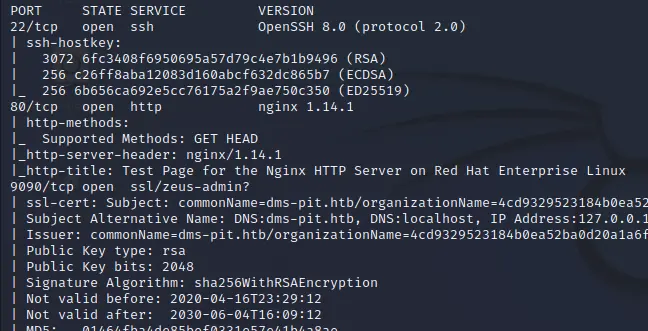 PORT     STATE SERVICE         VERSION
22/tcp   open  ssh             OpenSSH 8.0 (protocol 2.0)
| ssh-hostkey:
|   3072 6fc3408f6950695a57d79c4e7b1b9496 (RSA)
|   256 c26ff8aba12083d160abcf632dc865b7 (ECDSA)
|_  256 6b656ca692e5cc76175a2f9ae750c350 (ED25519)
80/tcp   open  http            nginx 1.14.1
| http-methods:
|_  Supported Methods: GET HEAD
|_http-server-header: nginx/1.14.1
|_http-title: Test Page for the Nginx HTTP Server on Red Hat Enterprise Linux
9090/tcp open  ssl/zeus-admin?
| ssl-cert: Subject: commonName=dms-pit.htb/organizationName=4cd9329523184b0ea52
| Subject Alternative Name: DNS:dms-pit.htb, DNS:localhost, IP Address:127.0.0.1
| Issuer: commonName=dms-pit.htb/organizationName=4cd9329523184b0ea52ba0d20a1a6f
| Public Key type: rsa
| Public Key bits: 2048
| Signature Algorithm: sha256WithRSAEncryption
| Not valid before: 2020-04-16T23:29:12
| Not valid after:  2030-06-04T16:09:12
| MD5: